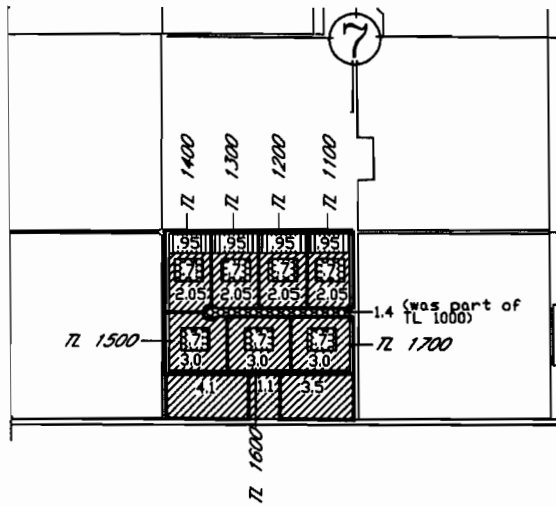 7
TL 1400
TL 1300
TL 1200
TL 1100
.95 .95 .95 .95
.7 .7 .7 .7
2.05 2.05 2.05 2.05
1.4 (was part of
TL 1000)
TL 1500
.7 .7 .7
TL 1700
3.0 3.0 3.0
4.1 1.1 3.5
TL 1600